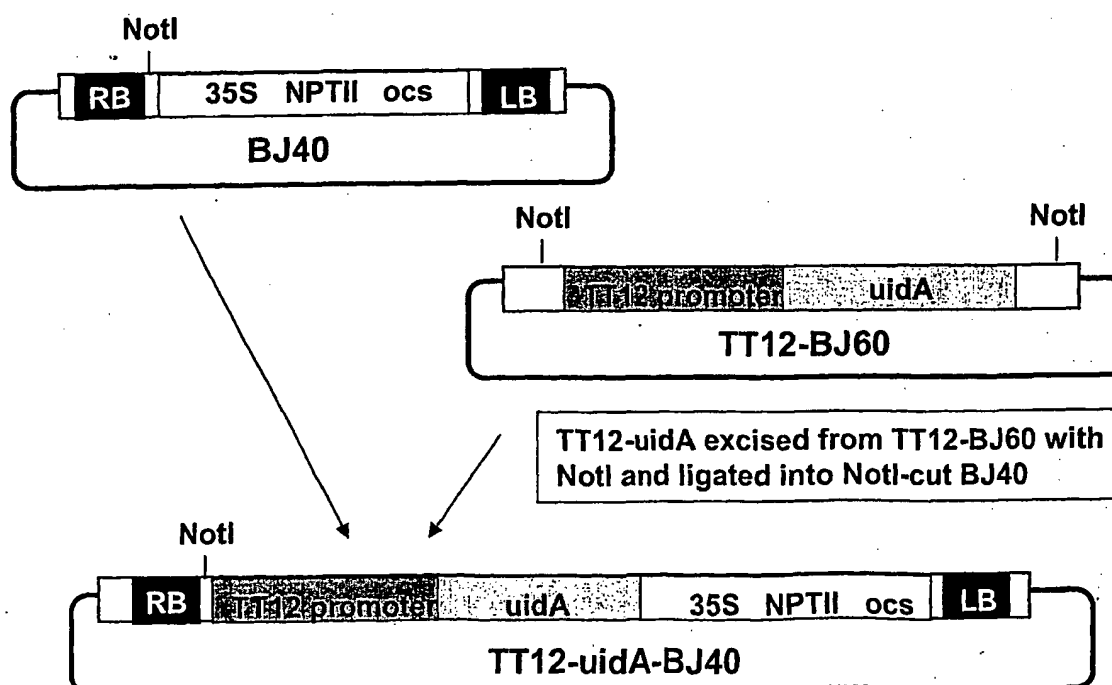 NotI
RB 35S NPTII ocs LB
BJ40
NotI NotI
TT12 promoter uidA
TT12-BJ60
TT12-uidA excised from TT12-BJ60 with
NotI and ligated into NotI-cut BJ40
NotI
RB TT12 promoter uidA 35S NPTII ocs LB
TT12-uidA-BJ40